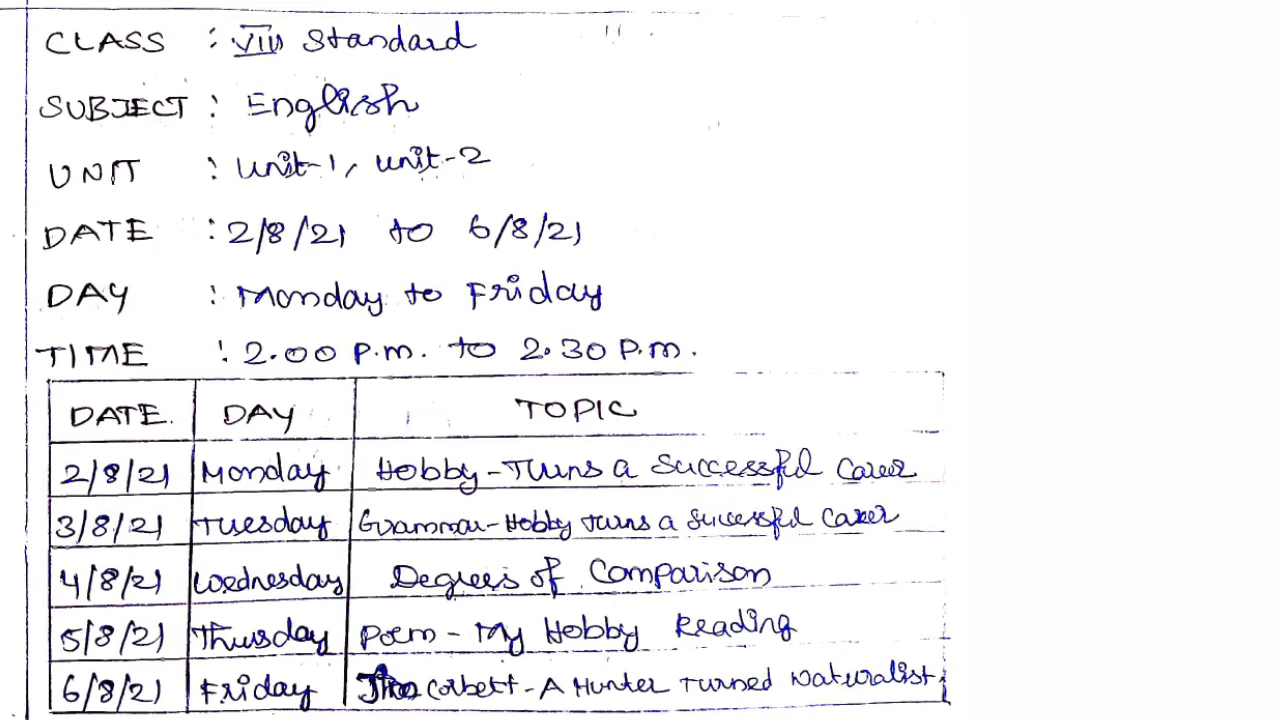 CLASS : VIII Standard
SUBJECT : English
UNIT : Unit-1, unit-2
DATE : 2/8/21 to 6/8/21
DAY : Monday to Friday
TIME : 2.00 P.m. to 2.30 P.m.
DATE. DAY TOPIC
2/8/21 Monday Hobby-Turns a Successful Career
3/8/21 Tuesday Grammar-Hobby Turns a Successful Career
4/8/21 Wednesday Degrees of Comparison
5/8/21 Thursday Poem - My Hobby Reading
6/8/21 Friday Jim Corbett - A Hunter Turned Naturalist.